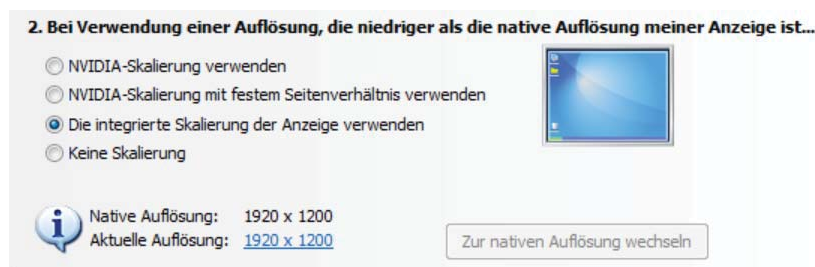 2. Bei Verwendung einer Auflösung, die niedriger als die native Auflösung meiner Anzeige ist...
NVIDIA-Skalierung verwenden
NVIDIA-Skalierung mit festem Seitenverhältnis verwenden
Die integrierte Skalierung der Anzeige verwenden
Keine Skalierung
Native Auflösung: 1920 x 1200
Aktuelle Auflösung: 1920 x 1200
Zur nativen Auflösung wechseln